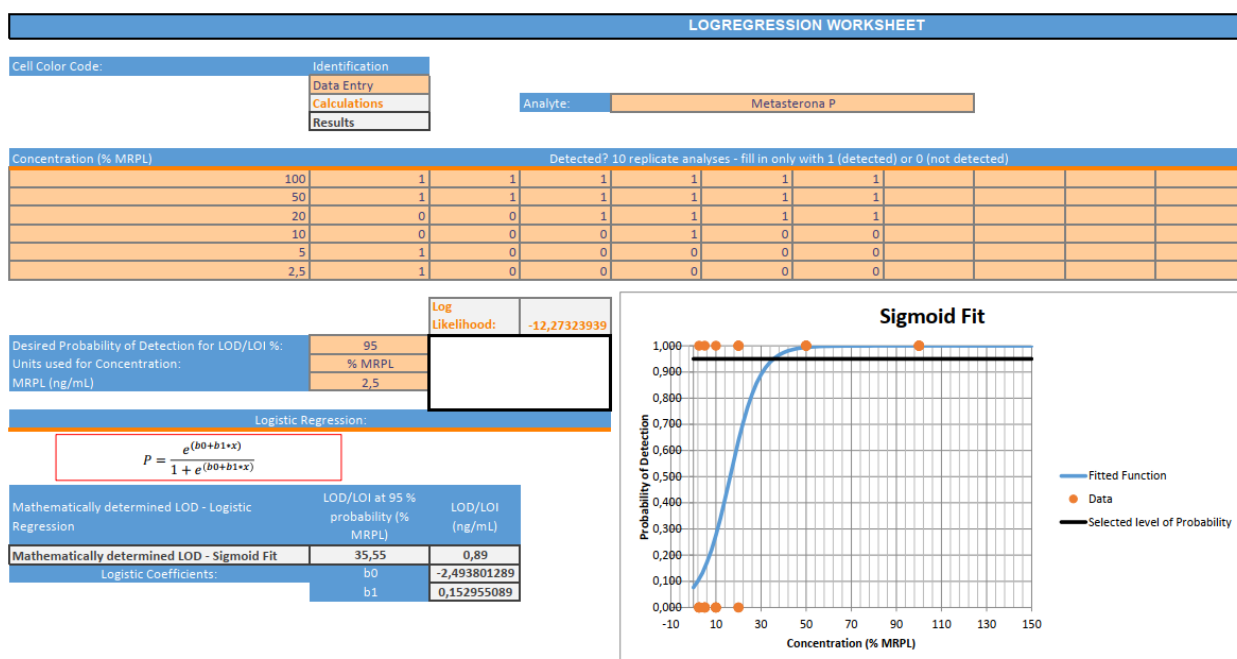 LOGREGRESSION WORKSHEET
Cell Color Code: Identification
Data Entry
Calculations
Results
Analyte: Metasterona P
Concentration (% MRPL) Detected? 10 replicate analyses - fill in only with 1 (detected) or 0 (not detected)
100 1 1 1 1 1 1
50 1 1 1 1 1 1
20 0 0 1 1 1 1
10 0 0 0 1 0 0
5 1 0 0 0 0 0
2,5 1 0 0 0 0 0
Log
Likelihood: -12,27323939
Desired Probability of Detection for LOD/LOI %: 95
Units used for Concentration: % MRPL
MRPL (ng/mL) 2,5
Logistic Regression:
P = e^(b0+b1*x) / 1 + e^(b0+b1*x)
Mathematically determined LOD - Logistic
Regression
LOD/LOI at 95 %
probability (%
MRPL)
LOD/LOI
(ng/mL)
Mathematically determined LOD - Sigmoid Fit 35,55 0,89
Logistic Coefficients: b0 -2,493801289
b1 0,152955089
Sigmoid Fit
Probability of Detection
1,000
0,900
0,800
0,700
0,600
0,500
0,400
0,300
0,200
0,100
0,000
-10 10 30 50 70 90 110 130 150
Concentration (% MRPL)
Fitted Function
Data
Selected level of Probability